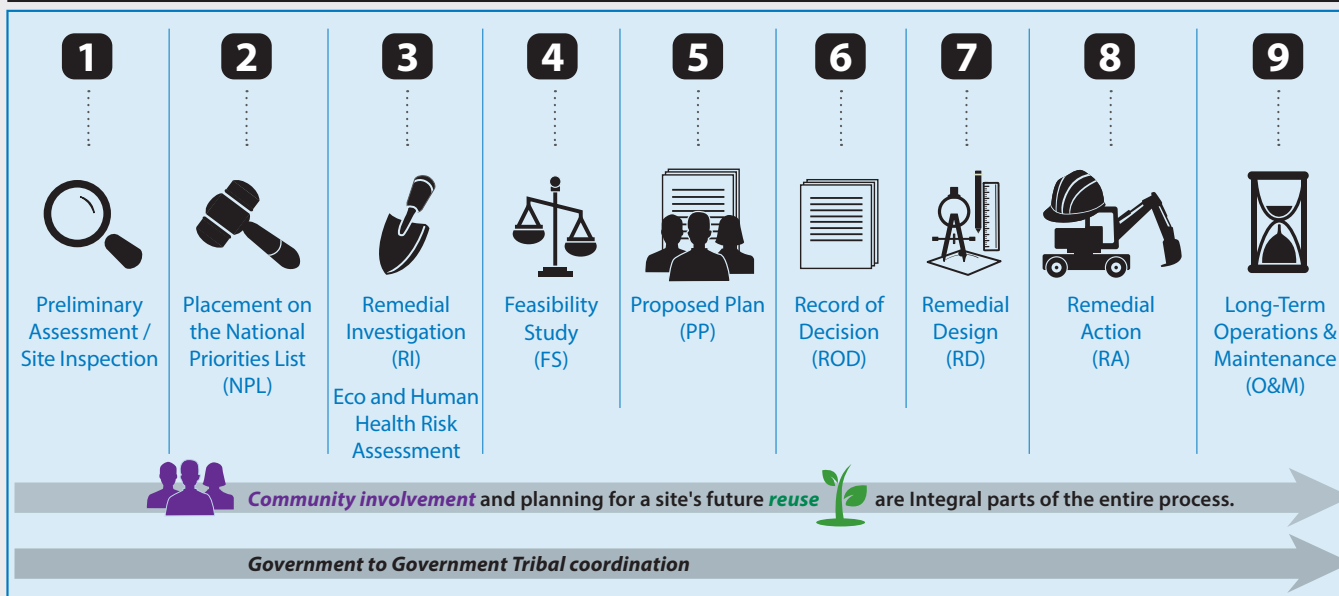 1
Preliminary
Assessment /
Site Inspection
2
Placement on
the National
Priorities List
(NPL)
3
Remedial
Investigation
(RI)
Eco and Human
Health Risk
Assessment
4
Feasibility
Study
(FS)
5
Proposed Plan
(PP)
6
Record of
Decision
(ROD)
7
Remedial
Design
(RD)
8
Remedial
Action
(RA)
9
Long-Term
Operations &
Maintenance
(O&M)
Community involvement and planning for a site's future reuse are Integral parts of the entire process.
Government to Government Tribal coordination